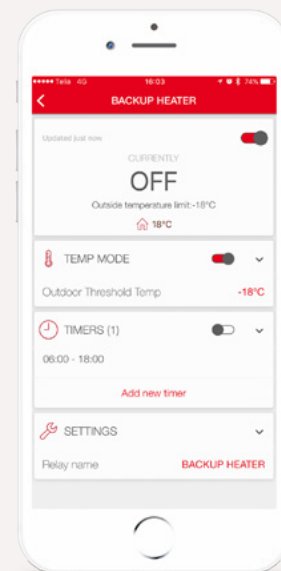 Telia 4G 16:03 74%
BACKUP HEATER
Updated just now
CURRENTLY
OFF
Outside temperature limit:-18°C
18°C
TEMP MODE
Outdoor Threshold Temp -18°C
TIMERS (1)
06:00 - 18:00
Add new timer
SETTINGS
Relay name BACKUP HEATER